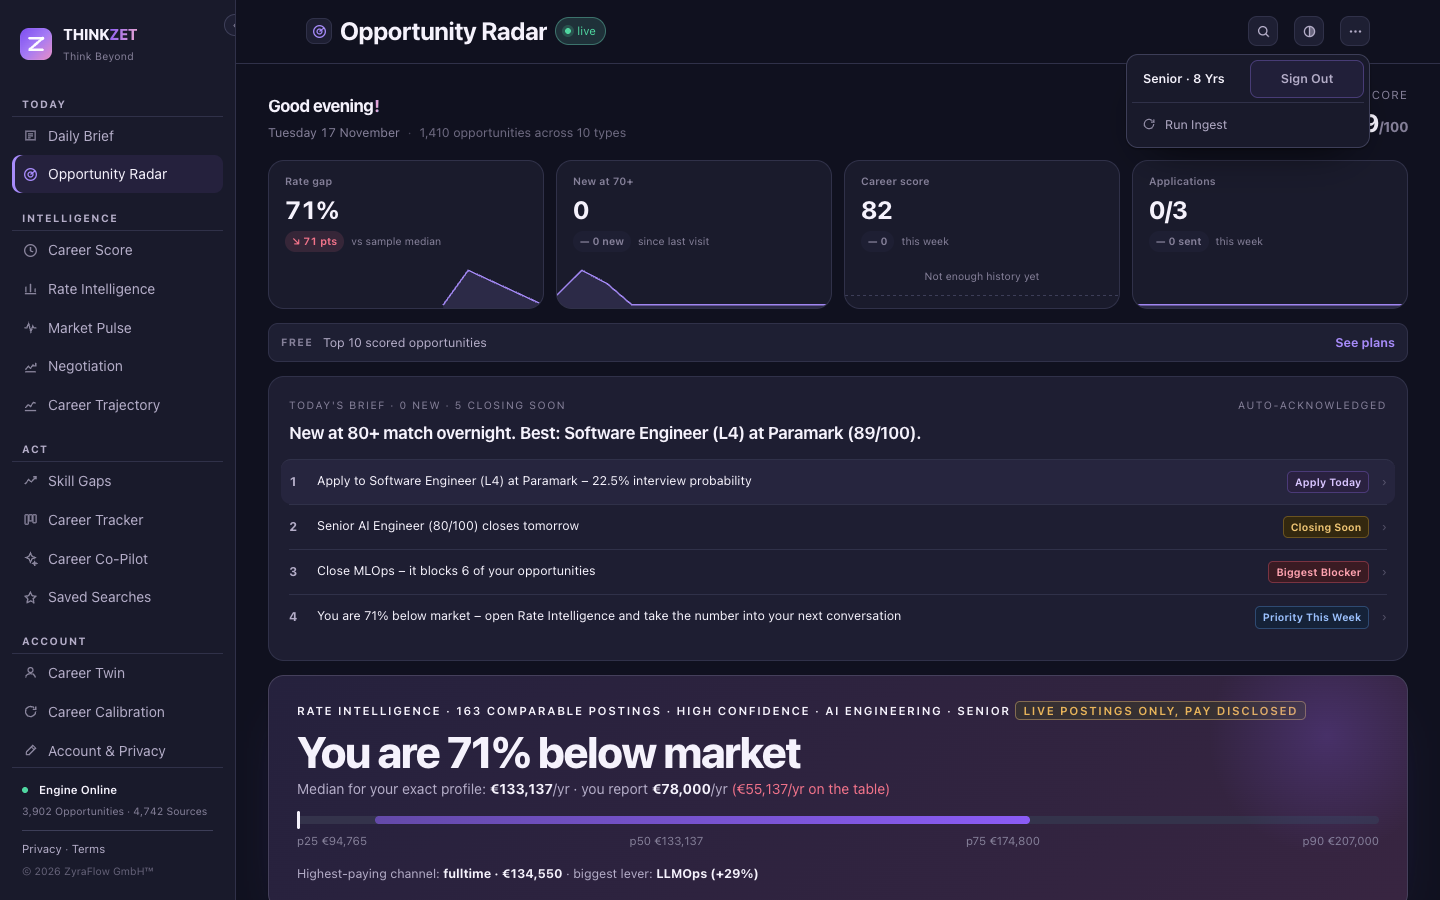 THINKZET
Think Beyond
TODAY
Daily Brief
Opportunity Radar
INTELLIGENCE
Career Score
Rate Intelligence
Market Pulse
Negotiation
Career Trajectory
ACT
Skill Gaps
Career Tracker
Career Co-Pilot
Saved Searches
ACCOUNT
Career Twin
Career Calibration
Account & Privacy
Engine Online
3,902 Opportunities · 4,742 Sources
Privacy · Terms
© 2026 ZyraFlow GmbH™
Opportunity Radar live
Senior · 8 Yrs Sign Out
Run Ingest
CORE
9/100
Good evening!
Tuesday 17 November · 1,410 opportunities across 10 types
Rate gap
71%
↘ 71 pts vs sample median
New at 70+
0
— 0 new since last visit
Career score
82
— 0 this week
Not enough history yet
Applications
0/3
— 0 sent this week
FREE Top 10 scored opportunities See plans
TODAY'S BRIEF · 0 NEW · 5 CLOSING SOON AUTO-ACKNOWLEDGED
New at 80+ match overnight. Best: Software Engineer (L4) at Paramark (89/100).
1 Apply to Software Engineer (L4) at Paramark – 22.5% interview probability Apply Today ›
2 Senior AI Engineer (80/100) closes tomorrow Closing Soon ›
3 Close MLOps – it blocks 6 of your opportunities Biggest Blocker ›
4 You are 71% below market – open Rate Intelligence and take the number into your next conversation Priority This Week ›
RATE INTELLIGENCE · 163 COMPARABLE POSTINGS · HIGH CONFIDENCE · AI ENGINEERING · SENIOR LIVE POSTINGS ONLY, PAY DISCLOSED
You are 71% below market
Median for your exact profile: €133,137/yr · you report €78,000/yr (€55,137/yr on the table)
p25 €94,765 p50 €133,137 p75 €174,800 p90 €207,000
Highest-paying channel: fulltime · €134,550 · biggest lever: LLMOps (+29%)